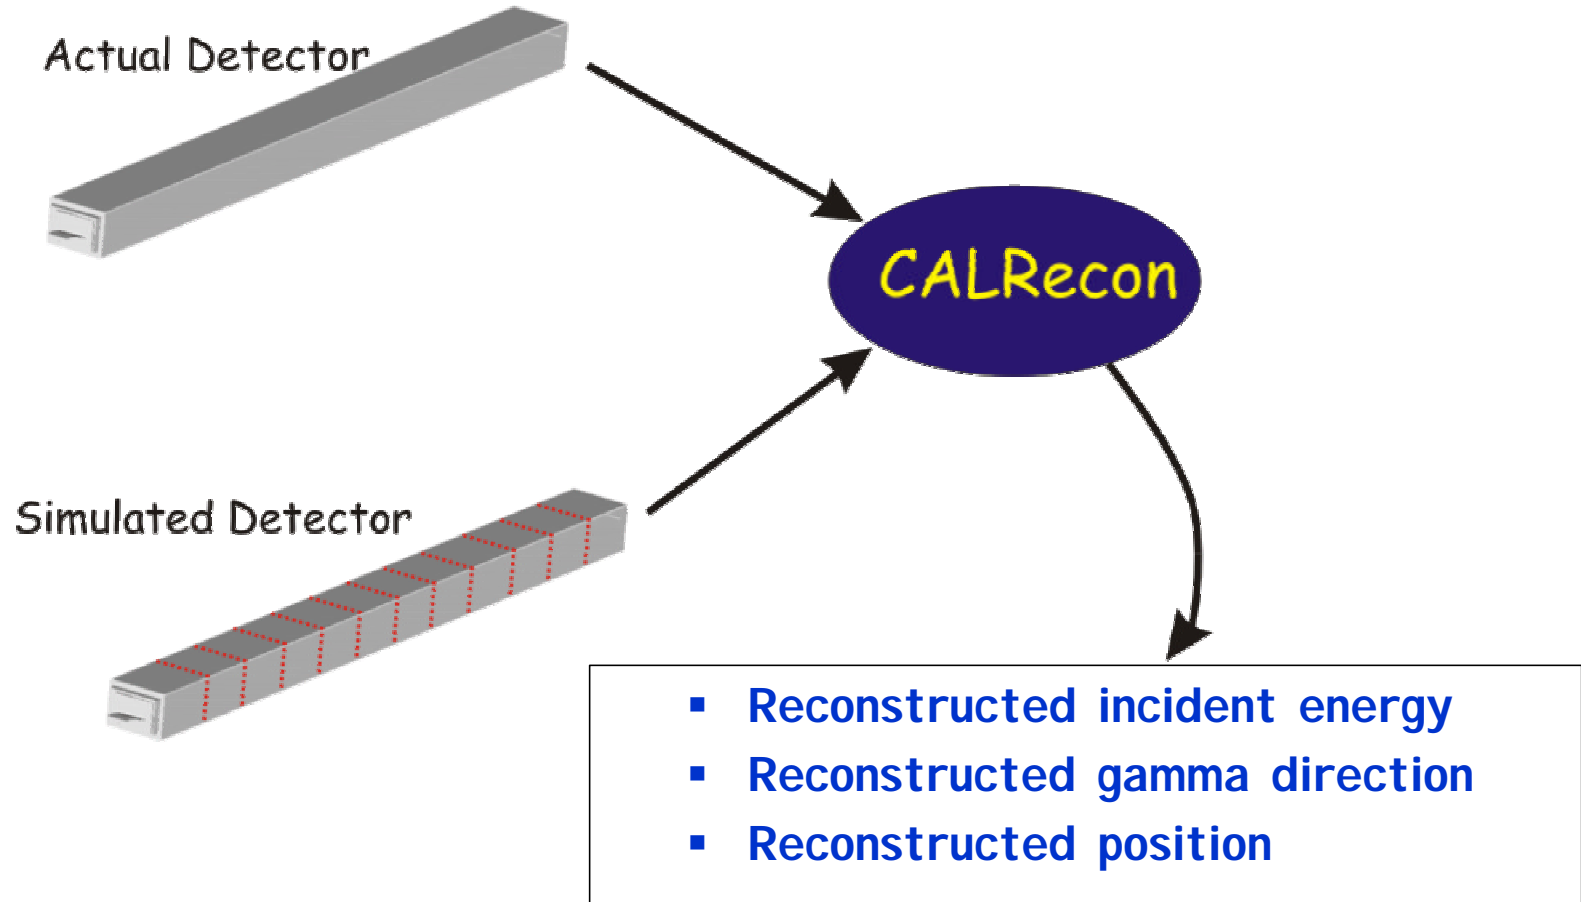 Actual Detector
CALRecon
Simulated Detector
▪ Reconstructed incident energy
▪ Reconstructed gamma direction
▪ Reconstructed position